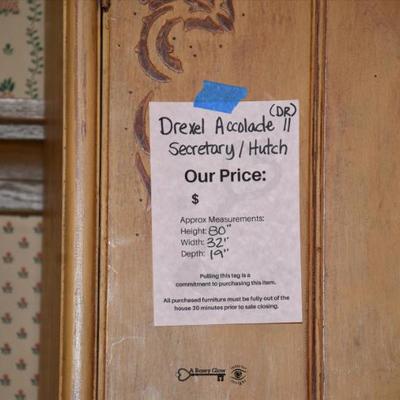 (DR)
Drexel Accolade II
Secretary / Hutch
Our Price:
$
Approx Measurements:
Height: 80"
Width: 32"
Depth: 19"
Pulling this tag is a
commitment to purchasing this item.
All purchased furniture must be fully out of the
house 30 minutes prior to sale closing.
A Rosey Glow